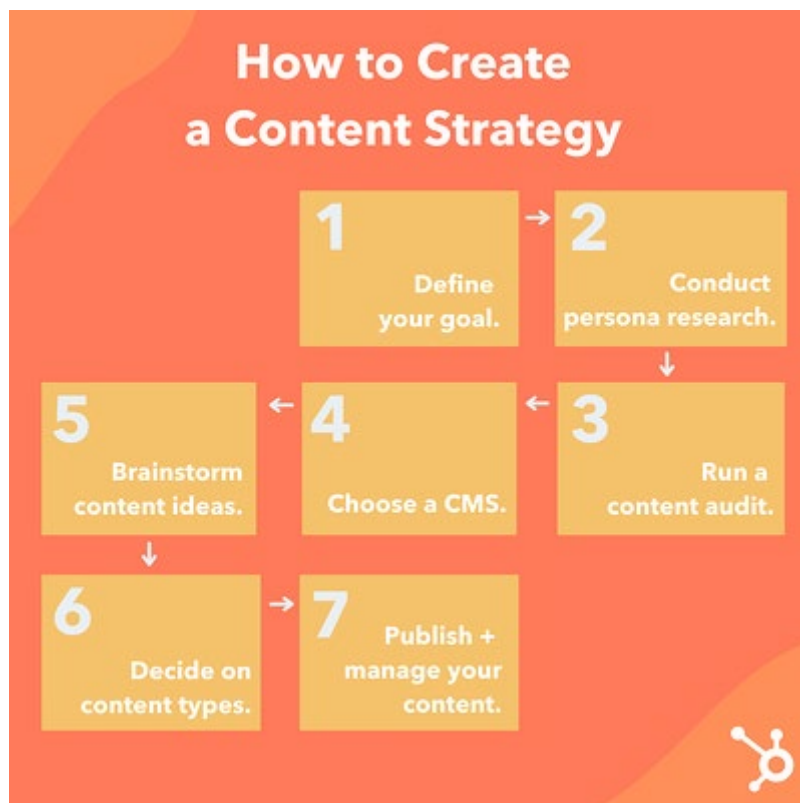 How to Create
a Content Strategy
1
Define
your goal.
→
2
Conduct
persona research.
↓
3
Run a
content audit.
←
4
Choose a CMS.
←
5
Brainstorm
content ideas.
↓
6
Decide on
content types.
→
7
Publish +
manage your
content.